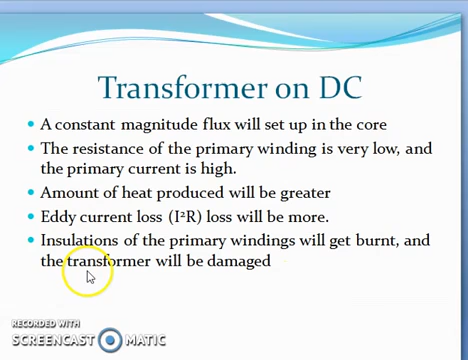 Transformer on DC
• A constant magnitude flux will set up in the core
• The resistance of the primary winding is very low, and
the primary current is high.
• Amount of heat produced will be greater
• Eddy current loss (I²R) loss will be more.
• Insulations of the primary windings will get burnt, and
the transformer will be damaged
RECORDED WITH
SCREENCAST MATIC